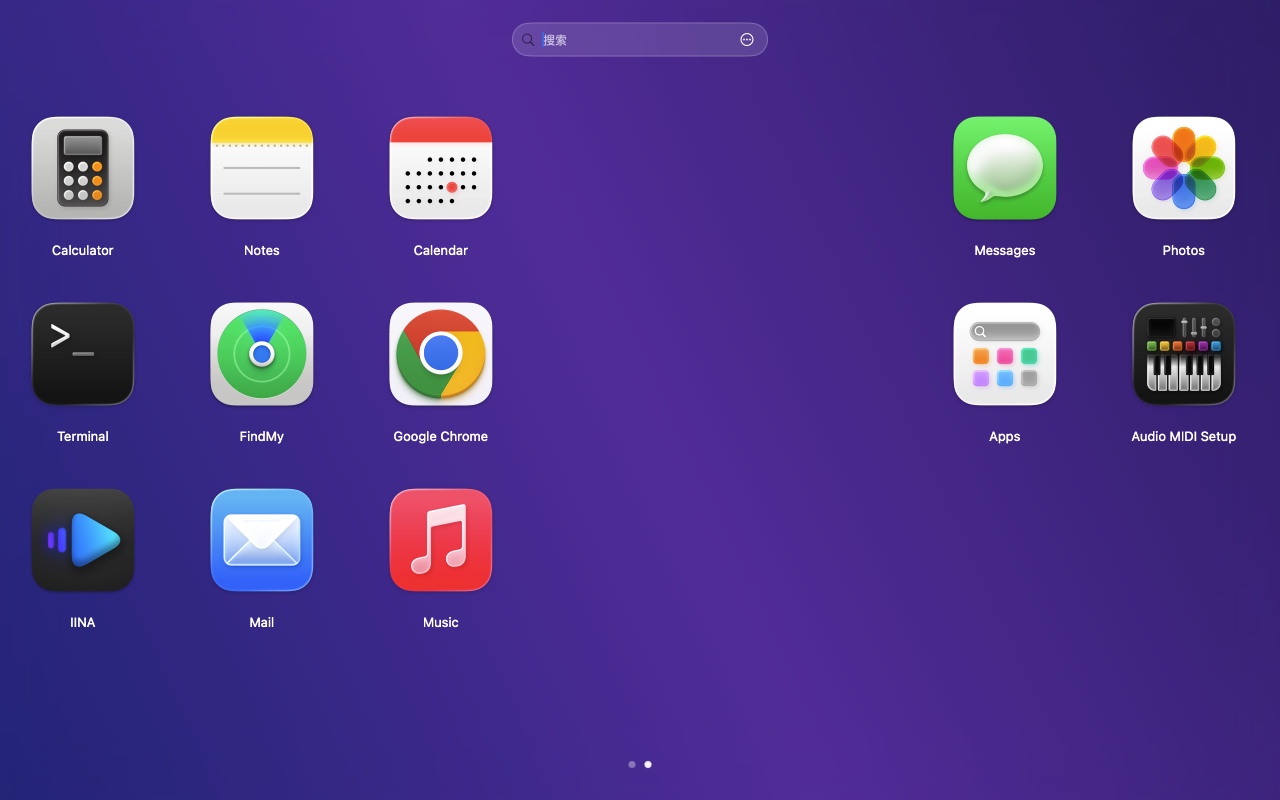 搜索
Calculator
Notes
Calendar
Messages
Photos
Terminal
FindMy
Google Chrome
Apps
Audio MIDI Setup
IINA
Mail
Music